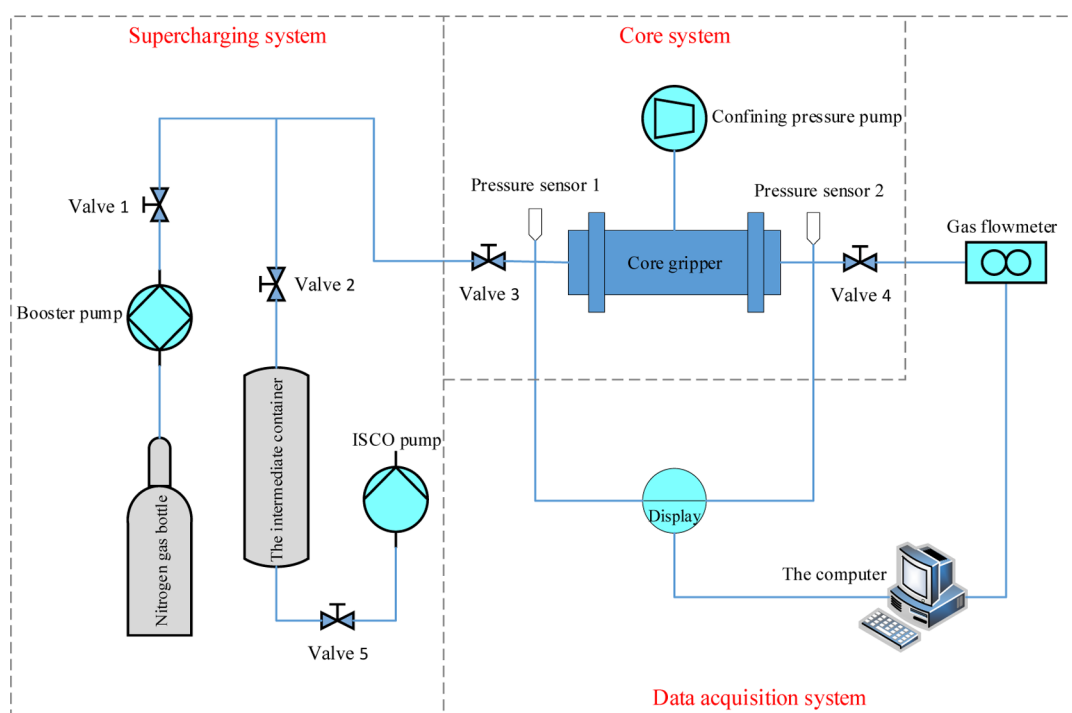 Supercharging system
Core system
Confining pressure pump
Pressure sensor 1
Pressure sensor 2
Valve 1
Gas flowmeter
Core gripper
Valve 2
Valve 3
Valve 4
Booster pump
ISCO pump
The intermediate container
Nitrogen gas bottle
Display
The computer
Valve 5
Data acquisition system